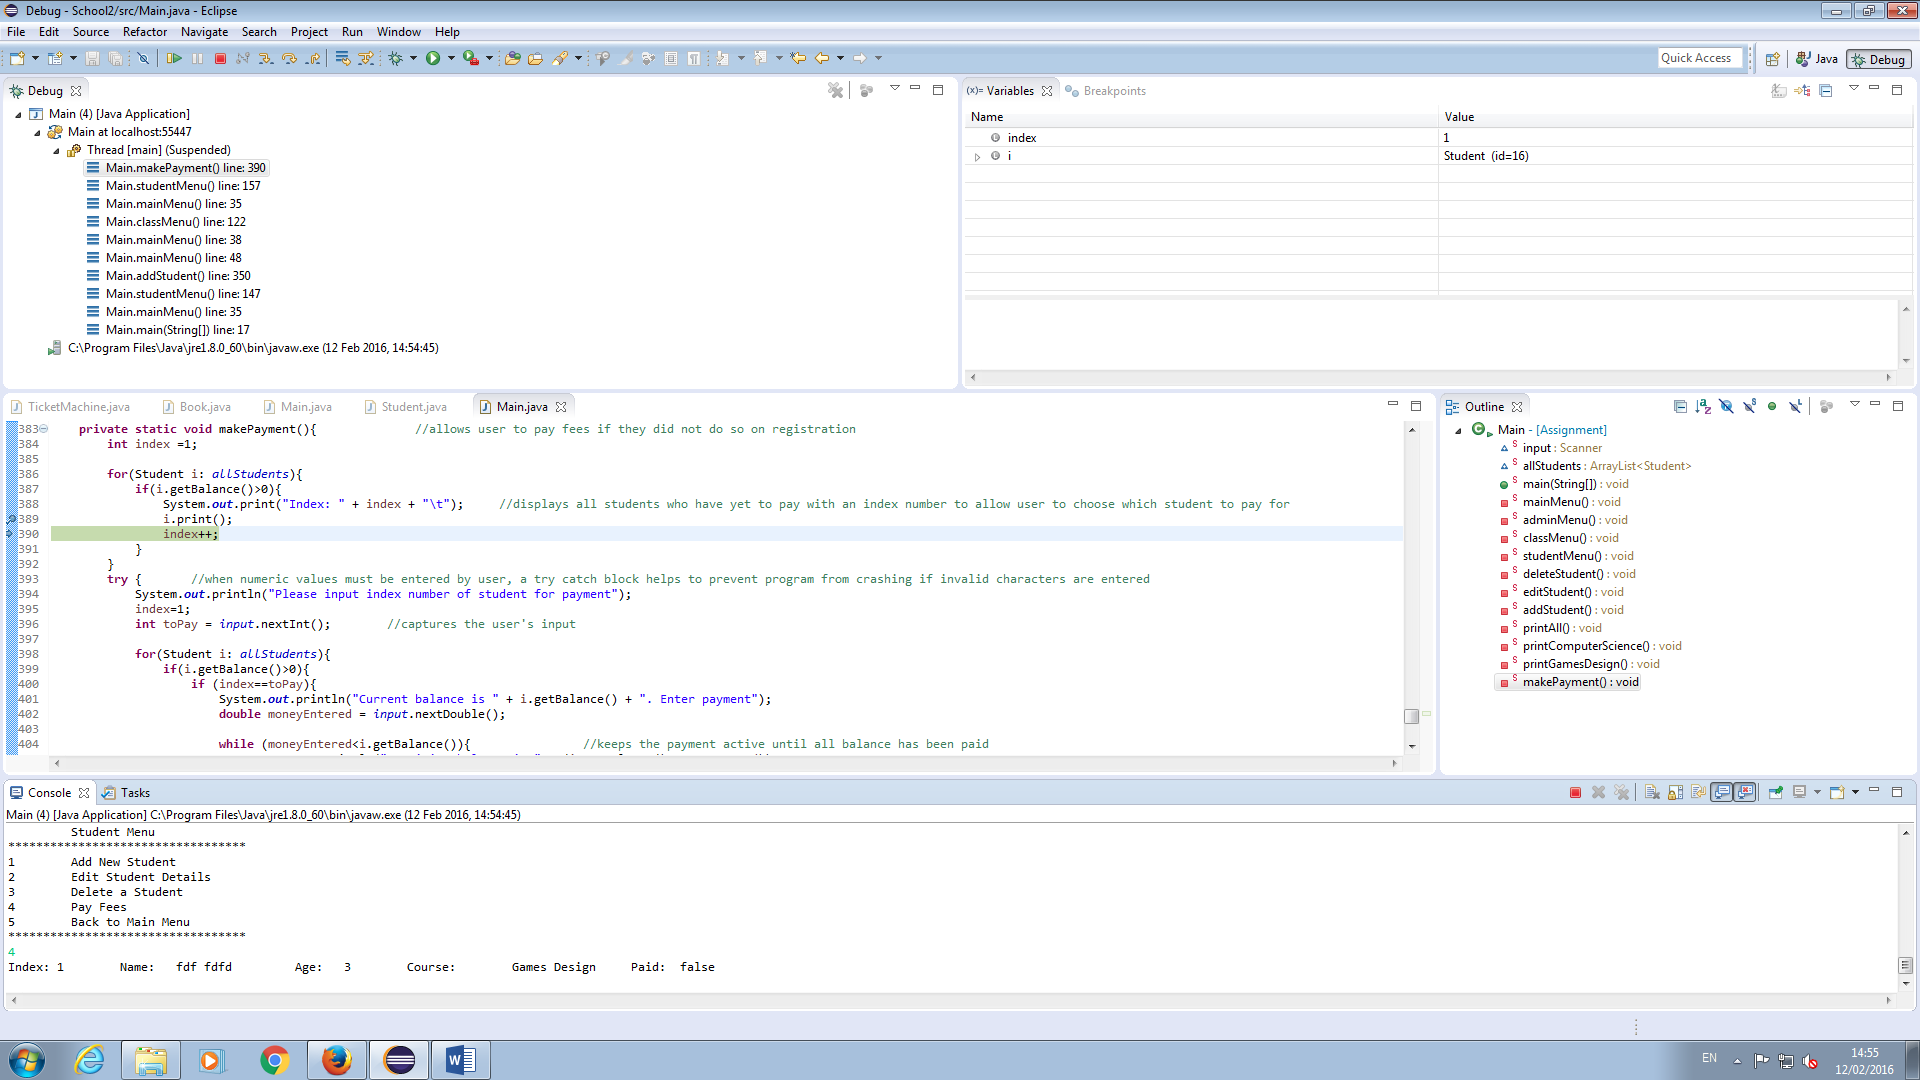 Debug - School2/src/Main.java - Eclipse
File Edit Source Refactor Navigate Search Project Run Window Help
Quick Access
Java
Debug
Debug
Main (4) [Java Application]
Main at localhost:55447
Thread [main] (Suspended)
Main.makePayment() line: 390
Main.studentMenu() line: 157
Main.mainMenu() line: 35
Main.classMenu() line: 122
Main.mainMenu() line: 38
Main.mainMenu() line: 48
Main.addStudent() line: 350
Main.studentMenu() line: 147
Main.mainMenu() line: 35
Main.main(String[]) line: 17
C:\Program Files\Java\jre1.8.0_60\bin\javaw.exe (12 Feb 2016, 14:54:45)
(x)= Variables Breakpoints
Name Value
index 1
i Student (id=16)
TicketMachine.java Book.java Main.java Student.java Main.java
383 private static void makePayment(){ //allows user to pay fees if they did not do so on registration
384 int index =1;
385
386 for(Student i: allStudents){
387 if(i.getBalance()>0){
388 System.out.print("Index: " + index + "\t"); //displays all students who have yet to pay with an index number to allow user to choose which student to pay for
389 i.print();
390 index++;
391 }
392 }
393 try { //when numeric values must be entered by user, a try catch block helps to prevent program from crashing if invalid characters are entered
394 System.out.println("Please input index number of student for payment");
395 index=1;
396 int toPay = input.nextInt(); //captures the user's input
397
398 for(Student i: allStudents){
399 if(i.getBalance()>0){
400 if (index==toPay){
401 System.out.println("Current balance is " + i.getBalance() + ". Enter payment");
402 double moneyEntered = input.nextDouble();
403
404 while (moneyEntered<i.getBalance()){ //keeps the payment active until all balance has been paid
Outline
Main - [Assignment]
input : Scanner
allStudents : ArrayList<Student>
main(String[]) : void
mainMenu() : void
adminMenu() : void
classMenu() : void
studentMenu() : void
deleteStudent() : void
editStudent() : void
addStudent() : void
printAll() : void
printComputerScience() : void
printGamesDesign() : void
makePayment() : void
Console Tasks
Main (4) [Java Application] C:\Program Files\Java\jre1.8.0_60\bin\javaw.exe (12 Feb 2016, 14:54:45)
Student Menu
**********************************
1 Add New Student
2 Edit Student Details
3 Delete a Student
4 Pay Fees
5 Back to Main Menu
**********************************
4
Index: 1 Name: fdf fdfd Age: 3 Course: Games Design Paid: false
EN
14:55
12/02/2016